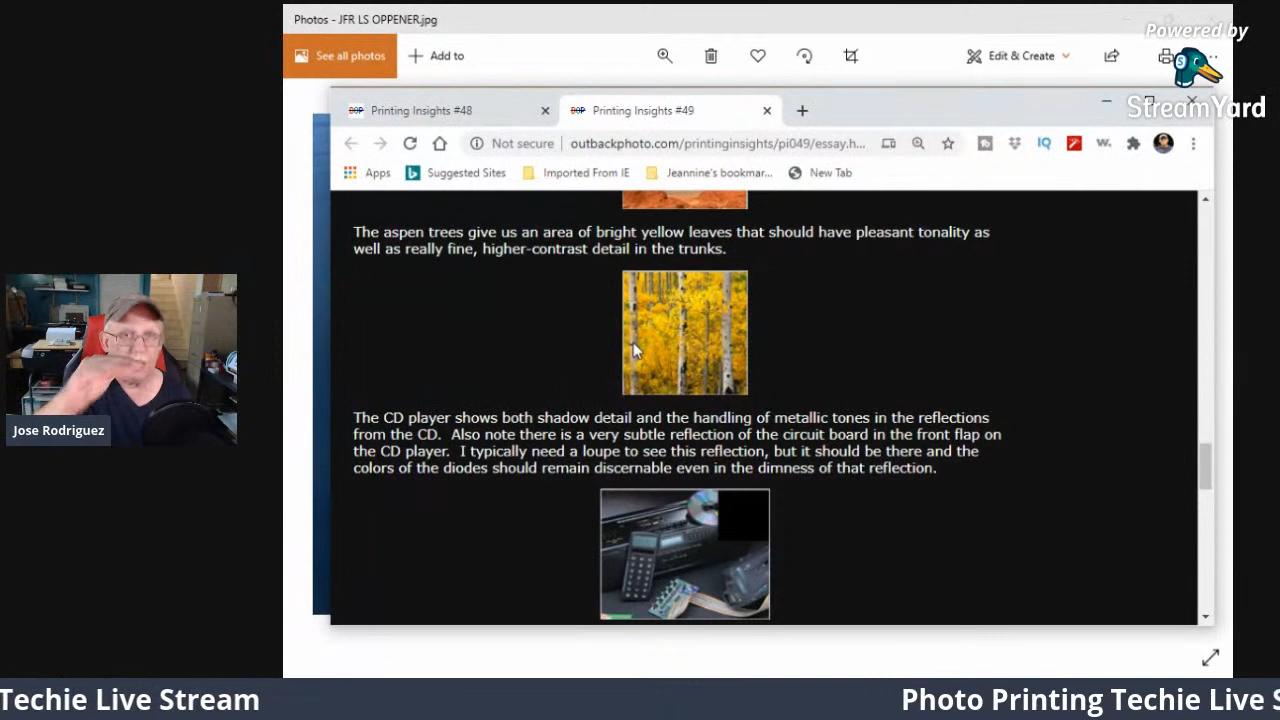 Photos - JFR LS OPPENER.jpg
Powered by
StreamYard
See all photos
Add to
Edit & Create
Printing Insights #48
Printing Insights #49
Not secure
outbackphoto.com/printinginsights/pi049/essay.h...
IQ
w.
Apps
Suggested Sites
Imported From IE
Jeannine's bookmar...
New Tab
The aspen trees give us an area of bright yellow leaves that should have pleasant tonality as
well as really fine, higher-contrast detail in the trunks.
The CD player shows both shadow detail and the handling of metallic tones in the reflections
from the CD. Also note there is a very subtle reflection of the circuit board in the front flap on
the CD player. I typically need a loupe to see this reflection, but it should be there and the
colors of the diodes should remain discernable even in the dimness of that reflection.
Jose Rodriguez
Techie Live Stream
Photo Printing Techie Live S